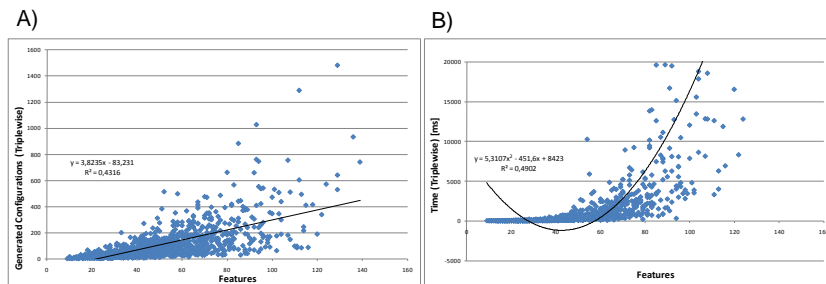 A)
1600
1400
1200
1000
800
600
400
200
0
0 20 40 60 80 100 120 140 160
Generated Configurations (Triplewise)
Features
y = 3,8235x - 83,231
R² = 0,4316
B)
20000
15000
10000
5000
0
-5000
0 20 40 60 80 100 120 140 160
Time (Triplewise) [ms]
Features
y = 5,3107x² - 451,6x + 8423
R² = 0,4902